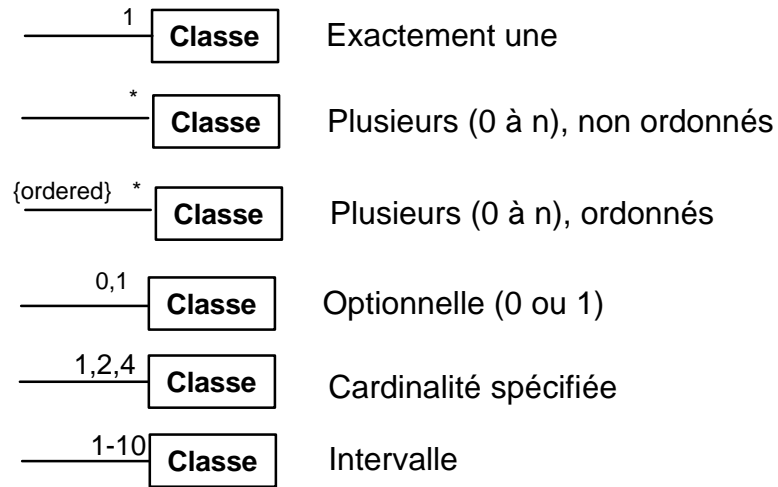 1 Classe Exactement une
* Classe Plusieurs (0 à n), non ordonnés
{ordered} * Classe Plusieurs (0 à n), ordonnés
0,1 Classe Optionnelle (0 ou 1)
1,2,4 Classe Cardinalité spécifiée
1-10 Classe Intervalle